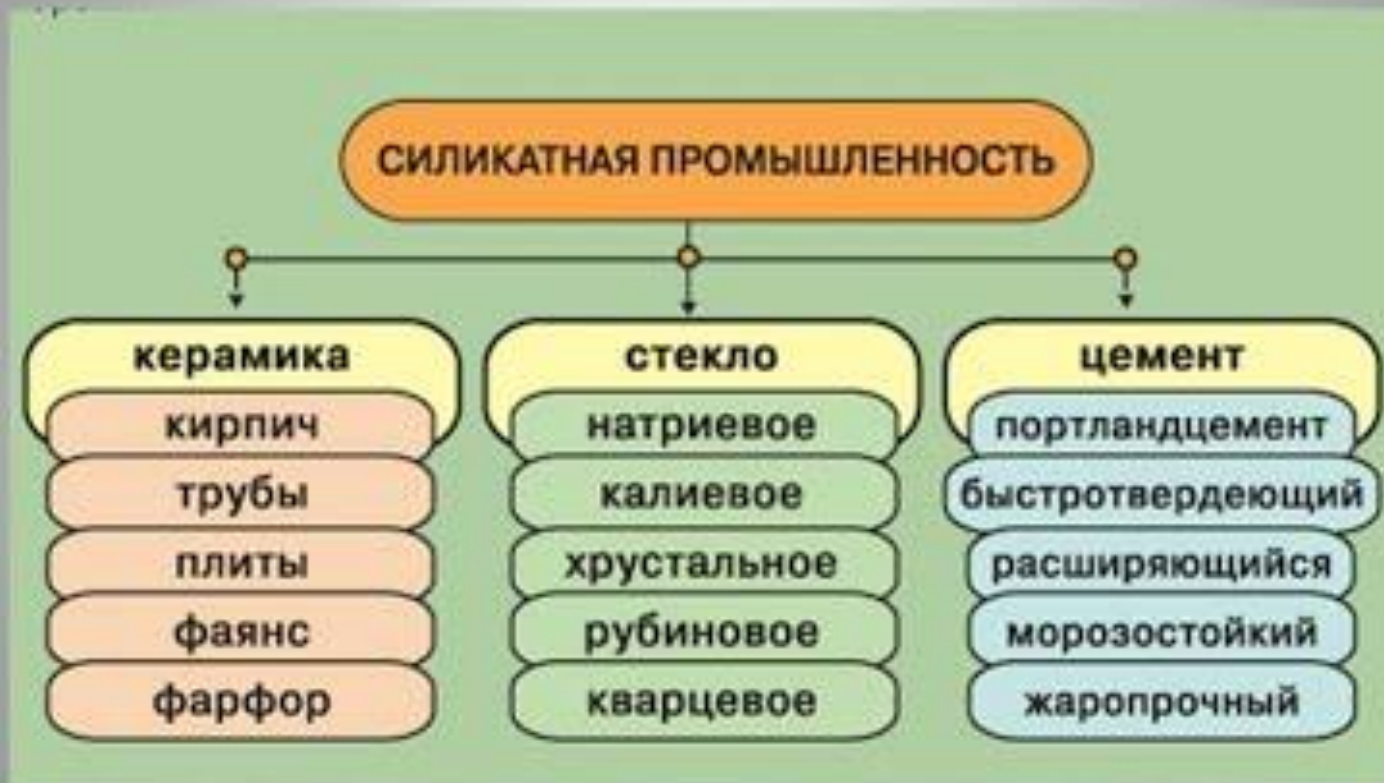 СИЛИКАТНАЯ ПРОМЫШЛЕННОСТЬ
керамика
кирпич
трубы
плиты
фаянс
фарфор
стекло
натриевое
калиевое
хрустальное
рубиновое
кварцевое
цемент
портландцемент
быстротвердеющий
расширяющийся
морозостойкий
жаропрочный